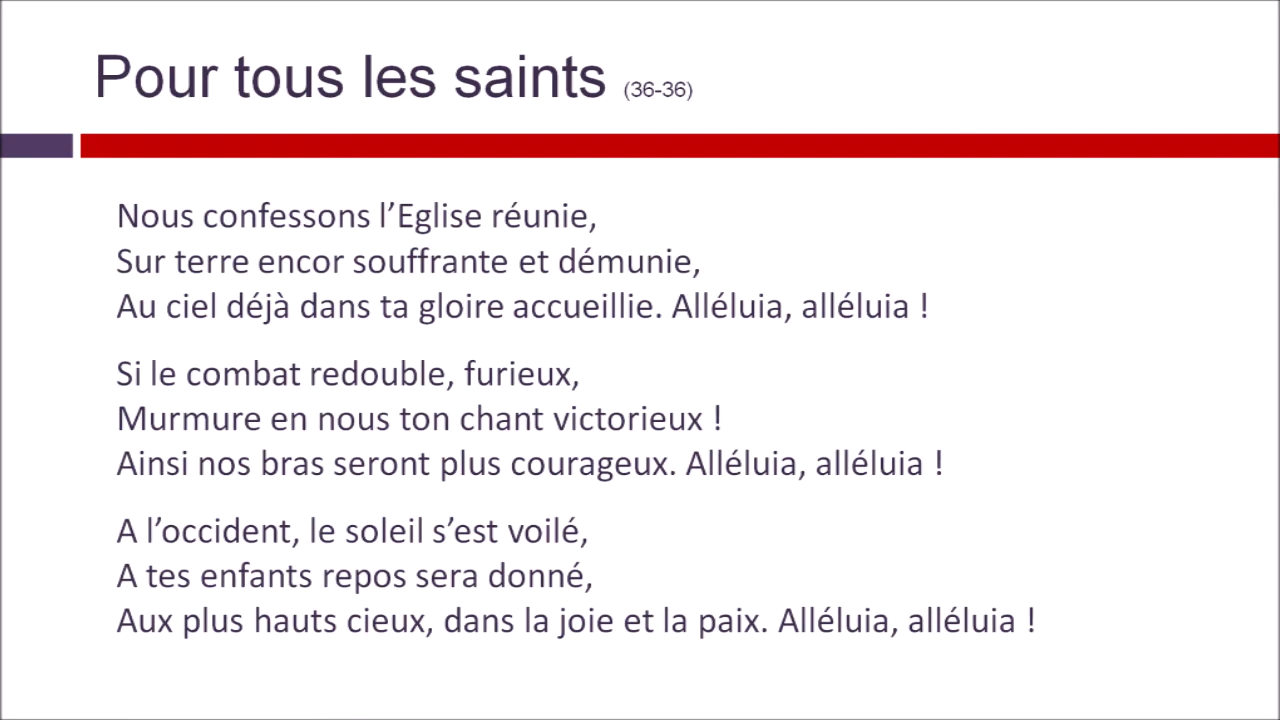 Pour tous les saints (36-36)
Nous confessons l’Eglise réunie,
Sur terre encor souffrante et démunie,
Au ciel déjà dans ta gloire accueillie. Alléluia, alléluia !
Si le combat redouble, furieux,
Murmure en nous ton chant victorieux !
Ainsi nos bras seront plus courageux. Alléluia, alléluia !
A l’occident, le soleil s’est voilé,
A tes enfants repos sera donné,
Aux plus hauts cieux, dans la joie et la paix. Alléluia, alléluia !